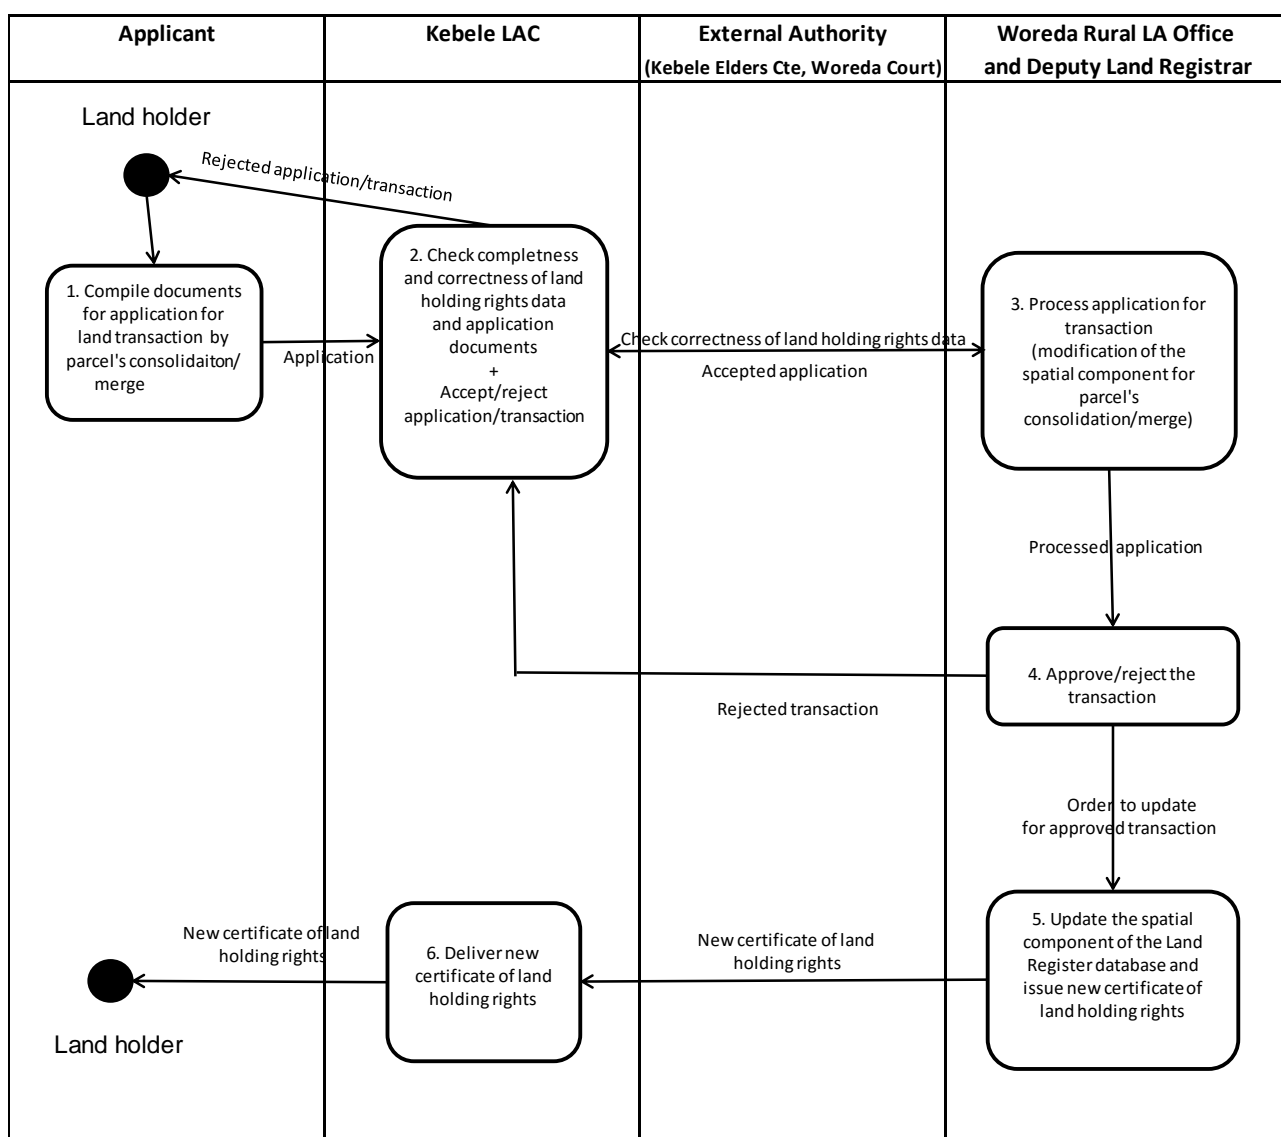 Applicant
Kebele LAC
External Authority
(Kebele Elders Cte, Woreda Court)
Woreda Rural LA Office
and Deputy Land Registrar
Land holder
Rejected application/transaction
1. Compile documents
for application for
land transaction by
parcel's consolidaiton/
merge
Application
2. Check completness
and correctness of land
holding rights data
and application
documents
+
Accept/reject
application/transaction
Check correctness of land holding rights data
Accepted application
3. Process application for
transaction
(modification of the
spatial component for
parcel's
consolidation/merge)
Processed application
4. Approve/reject the
transaction
Rejected transaction
Order to update
for approved transaction
5. Update the spatial
component of the Land
Register database and
issue new certificate of
land holding rights
New certificate of land
holding rights
6. Deliver new
certificate of land
holding rights
New certificate of land
holding rights
Land holder